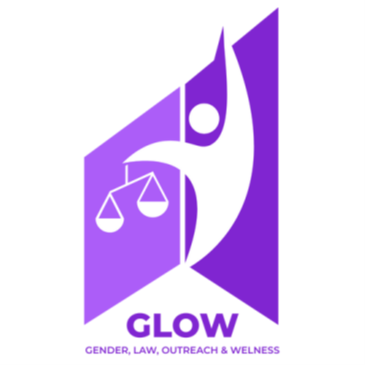 GLOW
GENDER, LAW, OUTREACH & WELNESS